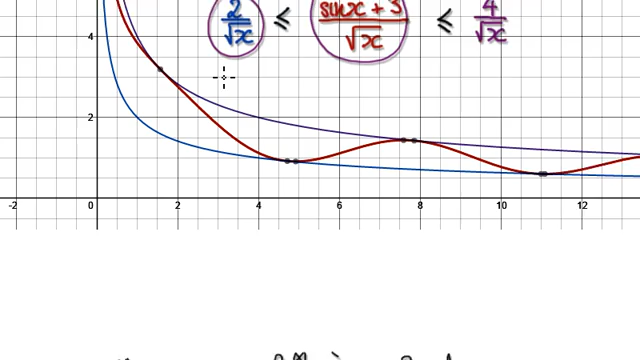 2/√x ≤ (sinx + 3)/√x ≤ 4/√x
4
2
-2 0 2 4 6 8 10 12